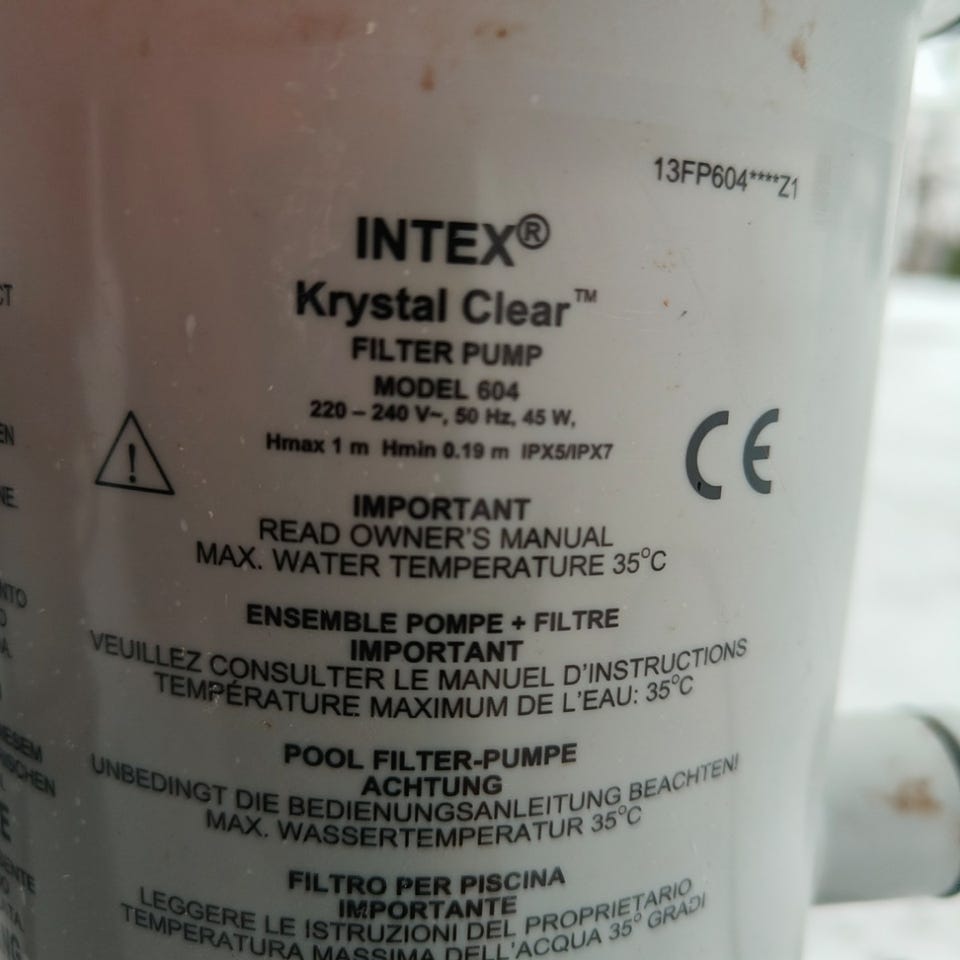 13FP604****Z1
INTEX®
Krystal Clear™
FILTER PUMP
MODEL 604
220 – 240 V~, 50 Hz, 45 W,
Hmax 1 m Hmin 0.19 m IPX5/IPX7
CE
IMPORTANT
READ OWNER'S MANUAL
MAX. WATER TEMPERATURE 35°C
ENSEMBLE POMPE + FILTRE
IMPORTANT
VEUILLEZ CONSULTER LE MANUEL D'INSTRUCTIONS
TEMPÉRATURE MAXIMUM DE L'EAU: 35°C
POOL FILTER-PUMPE
ACHTUNG
UNBEDINGT DIE BEDIENUNGSANLEITUNG BEACHTEN!
MAX. WASSERTEMPERATUR 35°C
FILTRO PER PISCINA
IMPORTANTE
LEGGERE LE ISTRUZIONI DEL PROPRIETARIO
TEMPERATURA MASSIMA DELL'ACQUA 35° GRADI